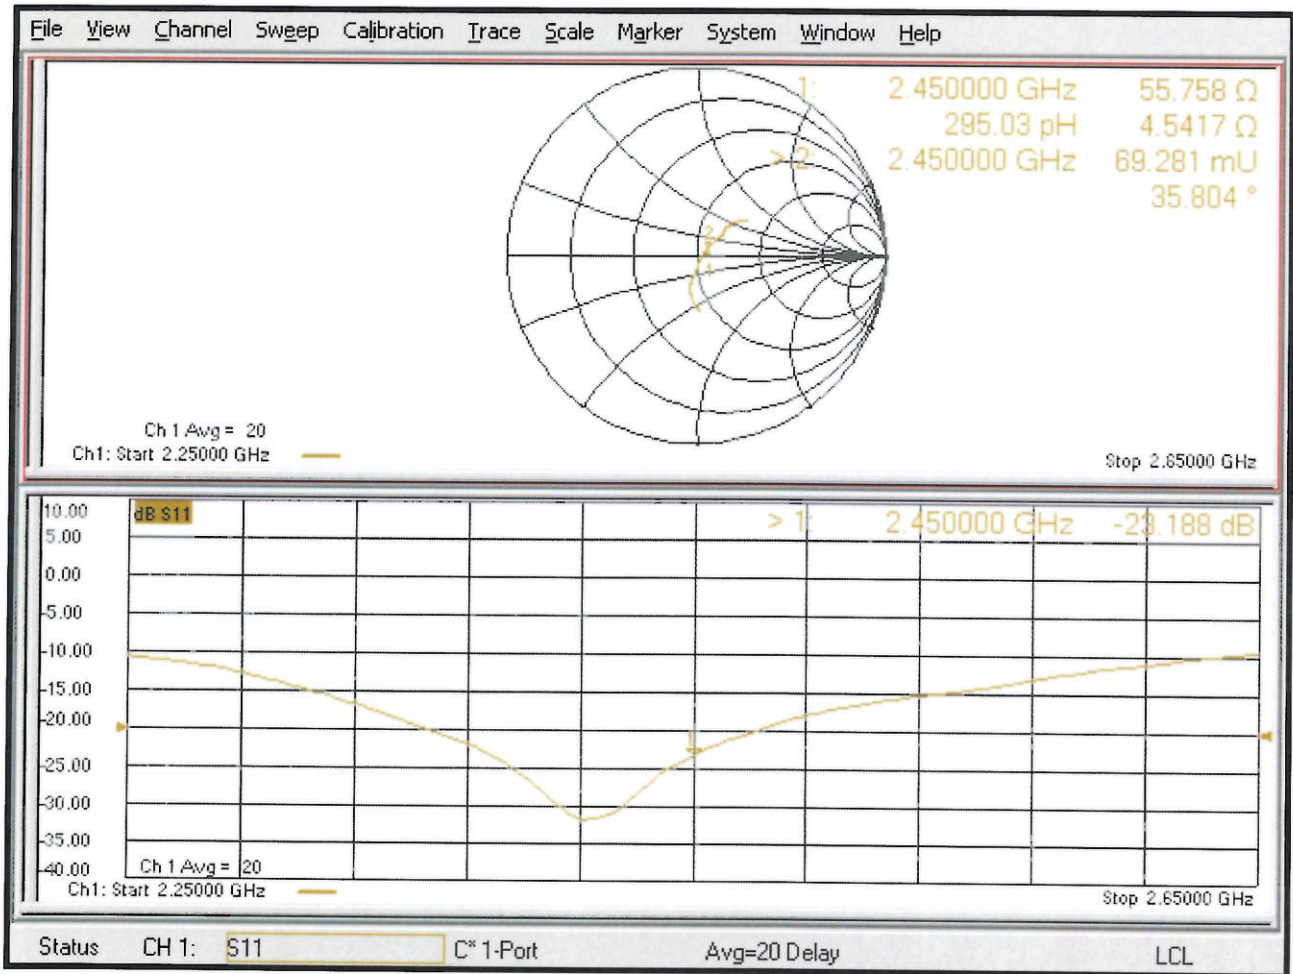 File View Channel Sweep Calibration Trace Scale Marker System Window Help
1: 2.450000 GHz 55.758 Ω
295.03 pH 4.5417 Ω
> 2: 2.450000 GHz 69.281 mU
35.804 °
2
1
Ch 1 Avg = 20
Ch1: Start 2.25000 GHz
Stop 2.65000 GHz
10.00
dB S11
> 1: 2.450000 GHz -23.188 dB
5.00
0.00
-5.00
-10.00
-15.00
-20.00
1
-25.00
-30.00
-35.00
-40.00
Ch 1 Avg = 20
Ch1: Start 2.25000 GHz
Stop 2.65000 GHz
Status CH 1: S11 C* 1-Port Avg=20 Delay LCL